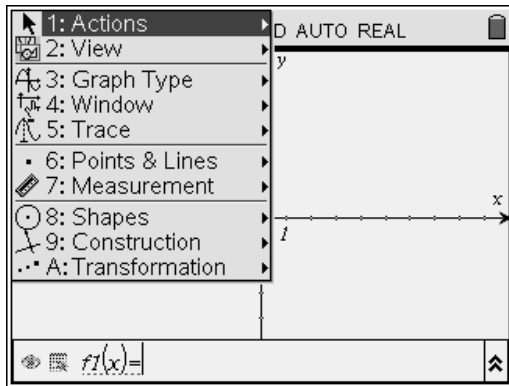 1: Actions
D AUTO REAL
2: View
y
3: Graph Type
4: Window
5: Trace
6: Points & Lines
7: Measurement
x
8: Shapes
1
9: Construction
A: Transformation
f1(x)=